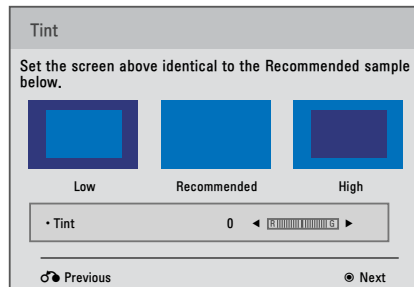 Tint
Set the screen above identical to the Recommended sample
below.
Low Recommended High
• Tint 0 ◄ R G ►
Previous ◉ Next